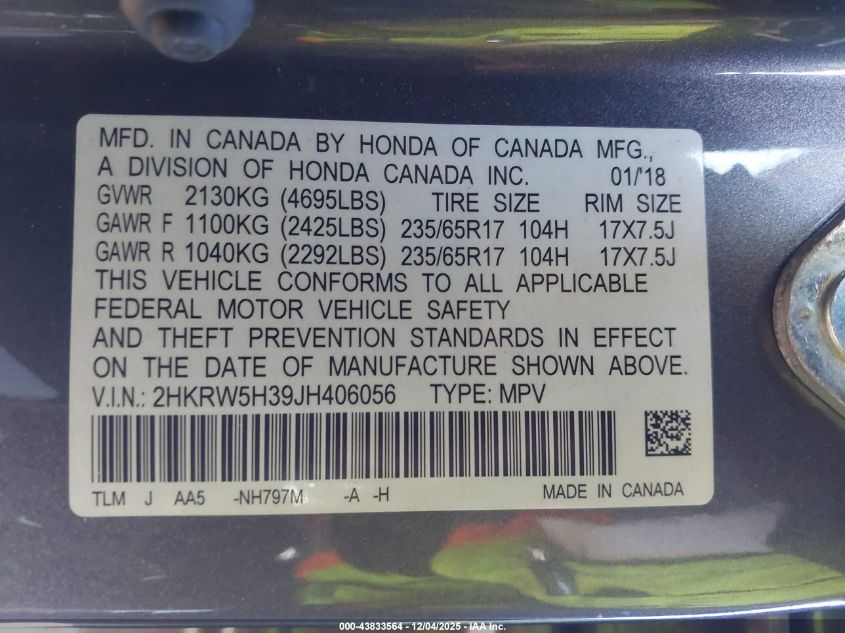 MFD. IN CANADA BY HONDA OF CANADA MFG.,
A DIVISION OF HONDA CANADA INC. 01/'18
GVWR 2130KG (4695LBS) TIRE SIZE RIM SIZE
GAWR F 1100KG (2425LBS) 235/65R17 104H 17X7.5J
GAWR R 1040KG (2292LBS) 235/65R17 104H 17X7.5J
THIS VEHICLE CONFORMS TO ALL APPLICABLE
FEDERAL MOTOR VEHICLE SAFETY
AND THEFT PREVENTION STANDARDS IN EFFECT
ON THE DATE OF MANUFACTURE SHOWN ABOVE.
V.I.N.: 2HKRW5H39JH406056 TYPE: MPV
TLM J AA5 -NH797M -A -H MADE IN CANADA
000-43833564 - 12/04/2025 - IAA Inc.